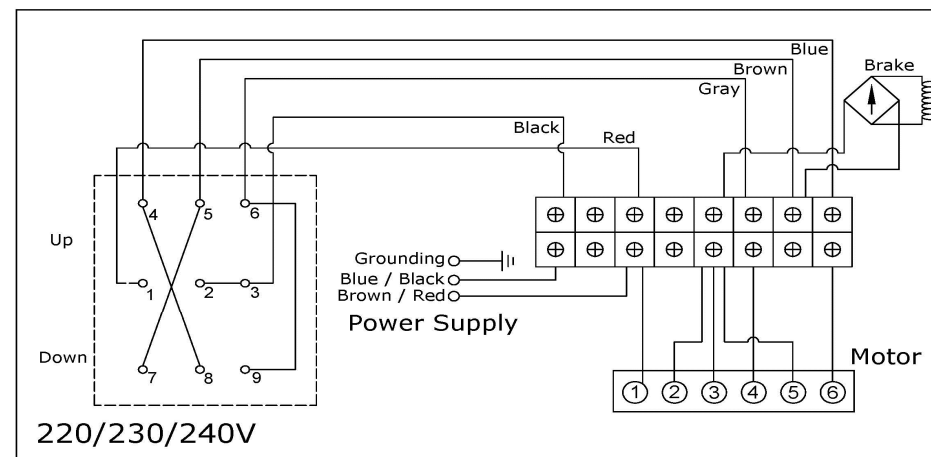 Blue
Brown
Brake
Gray
Black
Red
4 5 6
Up
Grounding
1 2 3
Blue / Black
Brown / Red
Power Supply
Down
7 8 9
Motor
1 2 3 4 5 6
220/230/240V